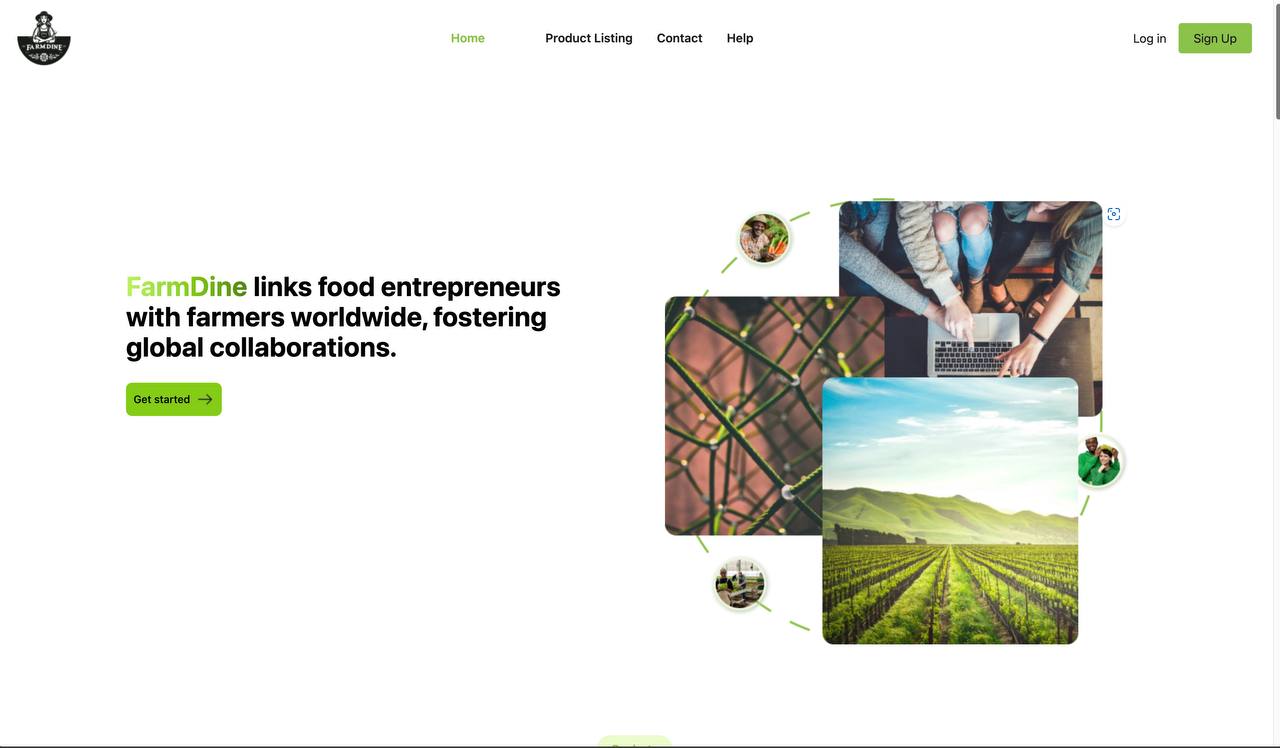 FARMDINE
Home
Product Listing
Contact
Help
Log in
Sign Up
FarmDine links food entrepreneurs
with farmers worldwide, fostering
global collaborations.
Get started